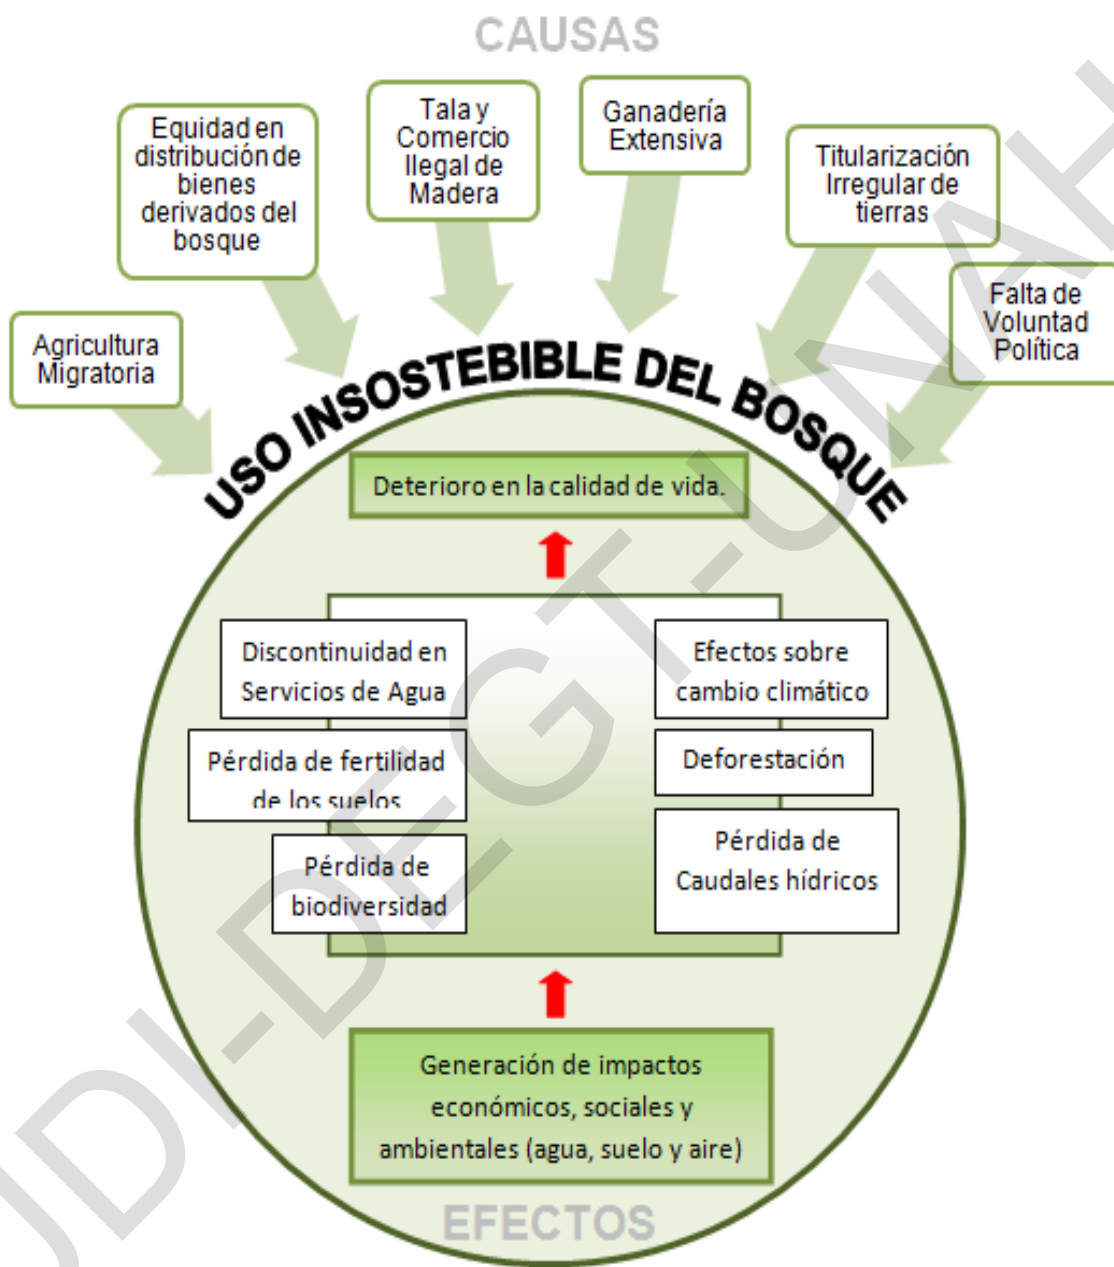 CAUSAS
Equidad en
distribución de
bienes
derivados del
bosque
Tala y
Comercio
Ilegal de
Madera
Ganadería
Extensiva
Titularización
Irregular de
tierras
Falta de
Voluntad
Política
Agricultura
Migratoria
USO INSOSTEBIBLE DEL BOSQUE
Deterioro en la calidad de vida.
Discontinuidad en
Servicios de Agua
Efectos sobre
cambio climático
Pérdida de fertilidad
de los suelos
Deforestación
Pérdida de
biodiversidad
Pérdida de
Caudales hídricos
Generación de impactos
económicos, sociales y
ambientales (agua, suelo y aire)
EFECTOS
UDI-DEGT-UNAH